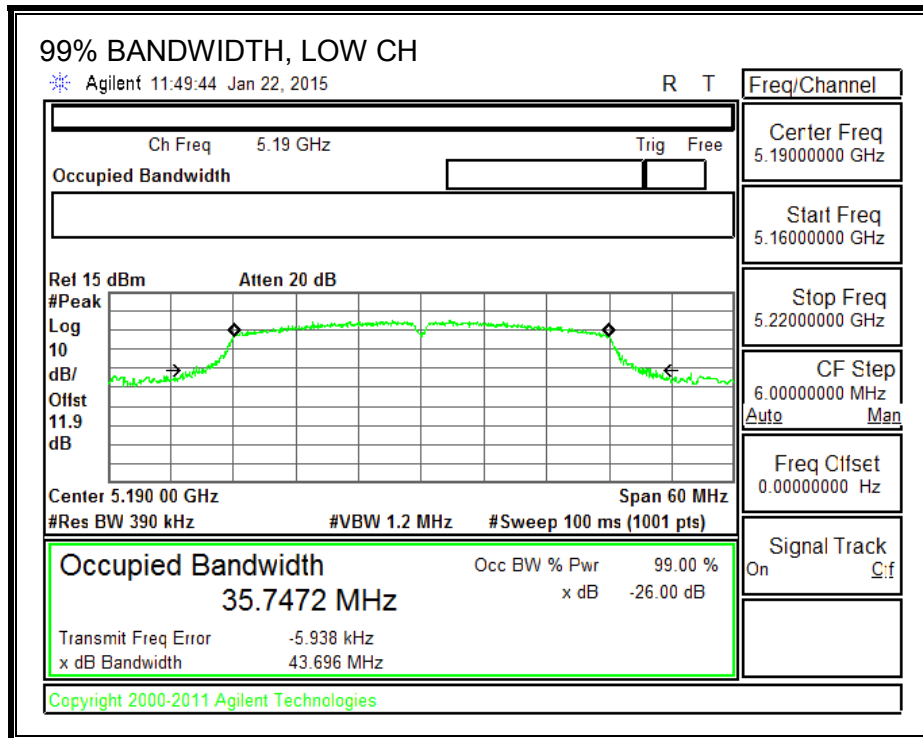 99% BANDWIDTH, LOW CH
Agilent 11:49:44 Jan 22, 2015 R T
Ch Freq 5.19 GHz Trig Free
Occupied Bandwidth
Ref 15 dBm Atten 20 dB
#Peak
Log
10
dB/
Offst
11.9
dB
Center 5.190 00 GHz Span 60 MHz
#Res BW 390 kHz #VBW 1.2 MHz #Sweep 100 ms (1001 pts)
Occupied Bandwidth
35.7472 MHz
Occ BW % Pwr 99.00 %
x dB -26.00 dB
Transmit Freq Error -5.938 kHz
x dB Bandwidth 43.696 MHz
Copyright 2000-2011 Agilent Technologies
Freq/Channel
Center Freq
5.19000000 GHz
Start Freq
5.16000000 GHz
Stop Freq
5.22000000 GHz
CF Step
6.00000000 MHz
Auto Man
Freq Offset
0.00000000 Hz
Signal Track
On Off